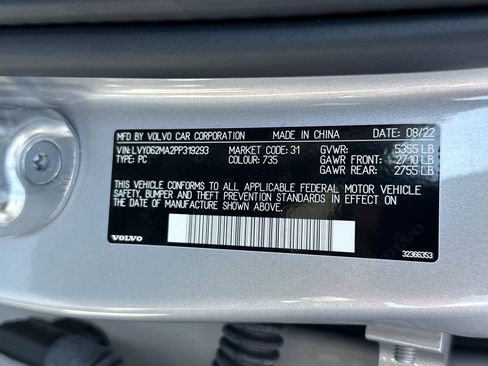 MFD. BY VOLVO CAR CORPORATION MADE IN CHINA DATE: 08/22
VIN: LVY062MA2PP319293 MARKET CODE: 31 GVWR: 5355 LB
TYPE: PC COLOUR: 735 GAWR FRONT: 2710 LB
GAWR REAR: 2755 LB
THIS VEHICLE CONFORMS TO ALL APPLICABLE FEDERAL MOTOR VEHICLE
SAFETY, BUMPER AND THEFT PREVENTION STANDARDS IN EFFECT ON
THE DATE OF MANUFACTURE SHOWN ABOVE.
VOLVO 32366353